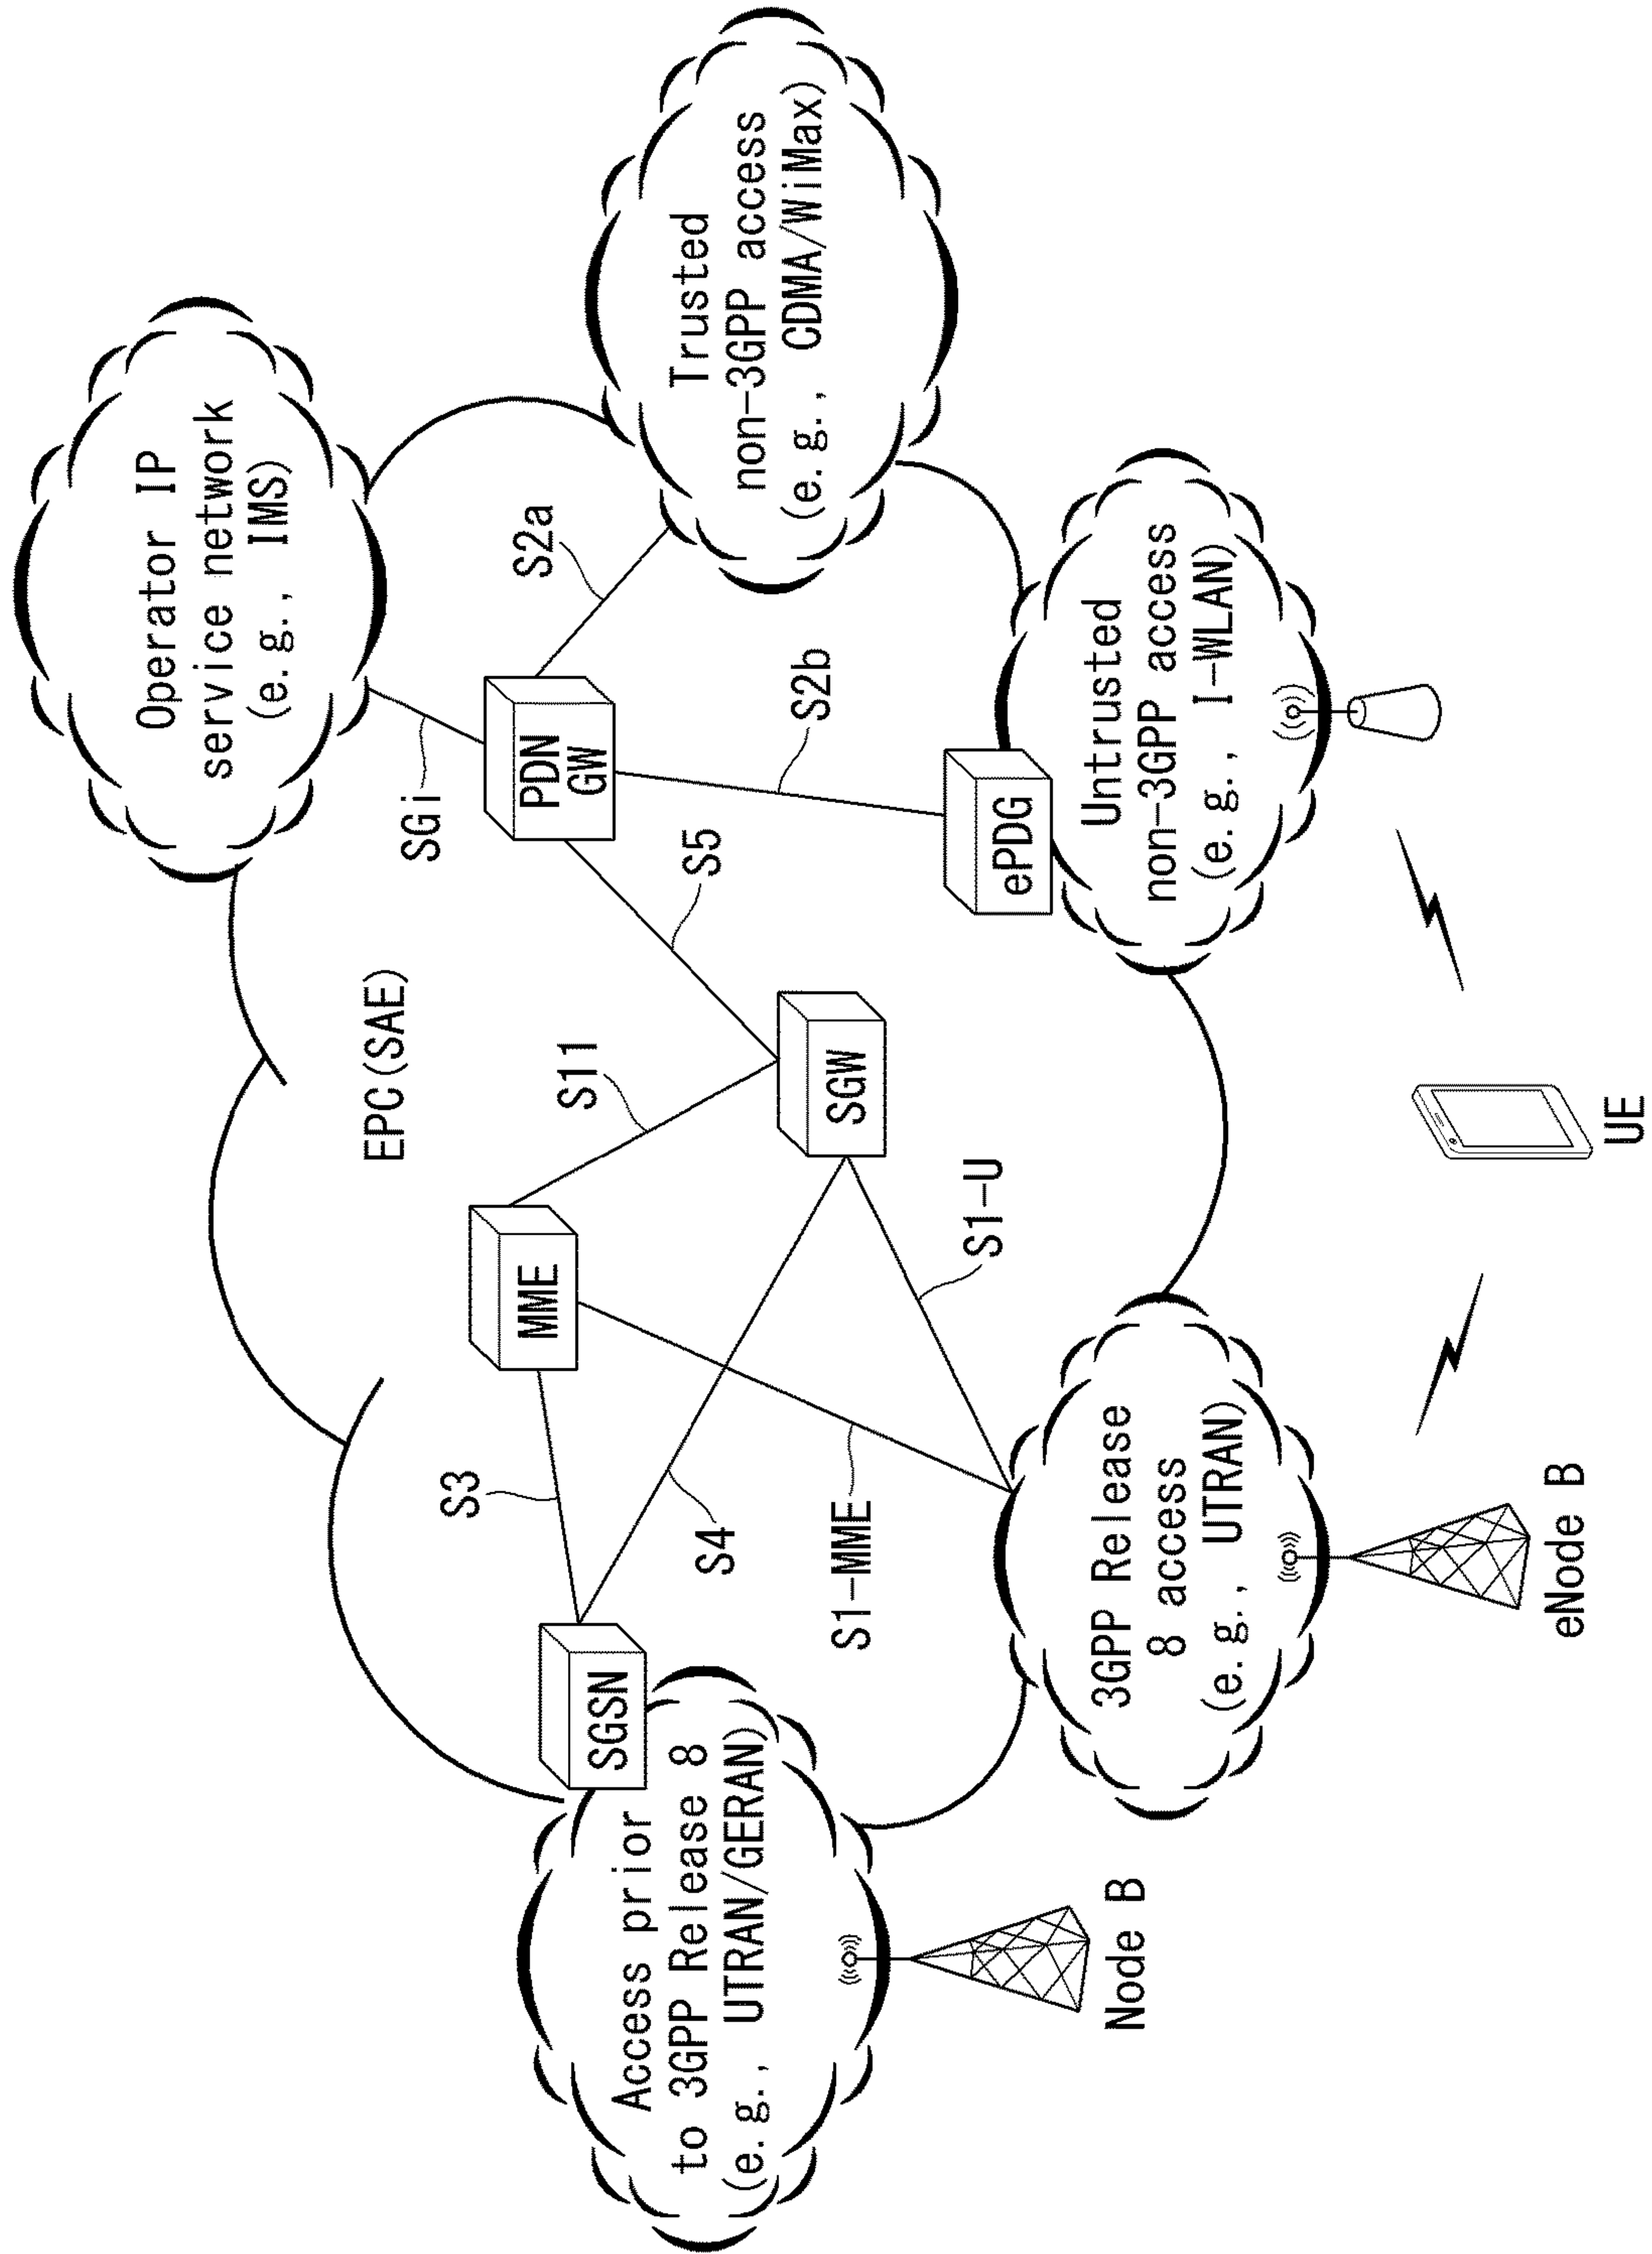 Operator IP
service network
(e.g., IMS)
EPC(SAE)
SGi
S2a
S3
MME
S11
PDN
GW
SGSN
S4
S5
S2b
Trusted
non-3GPP access
(e.g., CDMA/WiMax)
Access prior
to 3GPP Release 8
(e.g., UTRAN/GERAN)
S1-MME
SGW
S1-U
ePDG
Node B
3GPP Release
8 access
(e.g., UTRAN)
Untrusted
non-3GPP access
(e.g., I-WLAN)
eNode B
UE